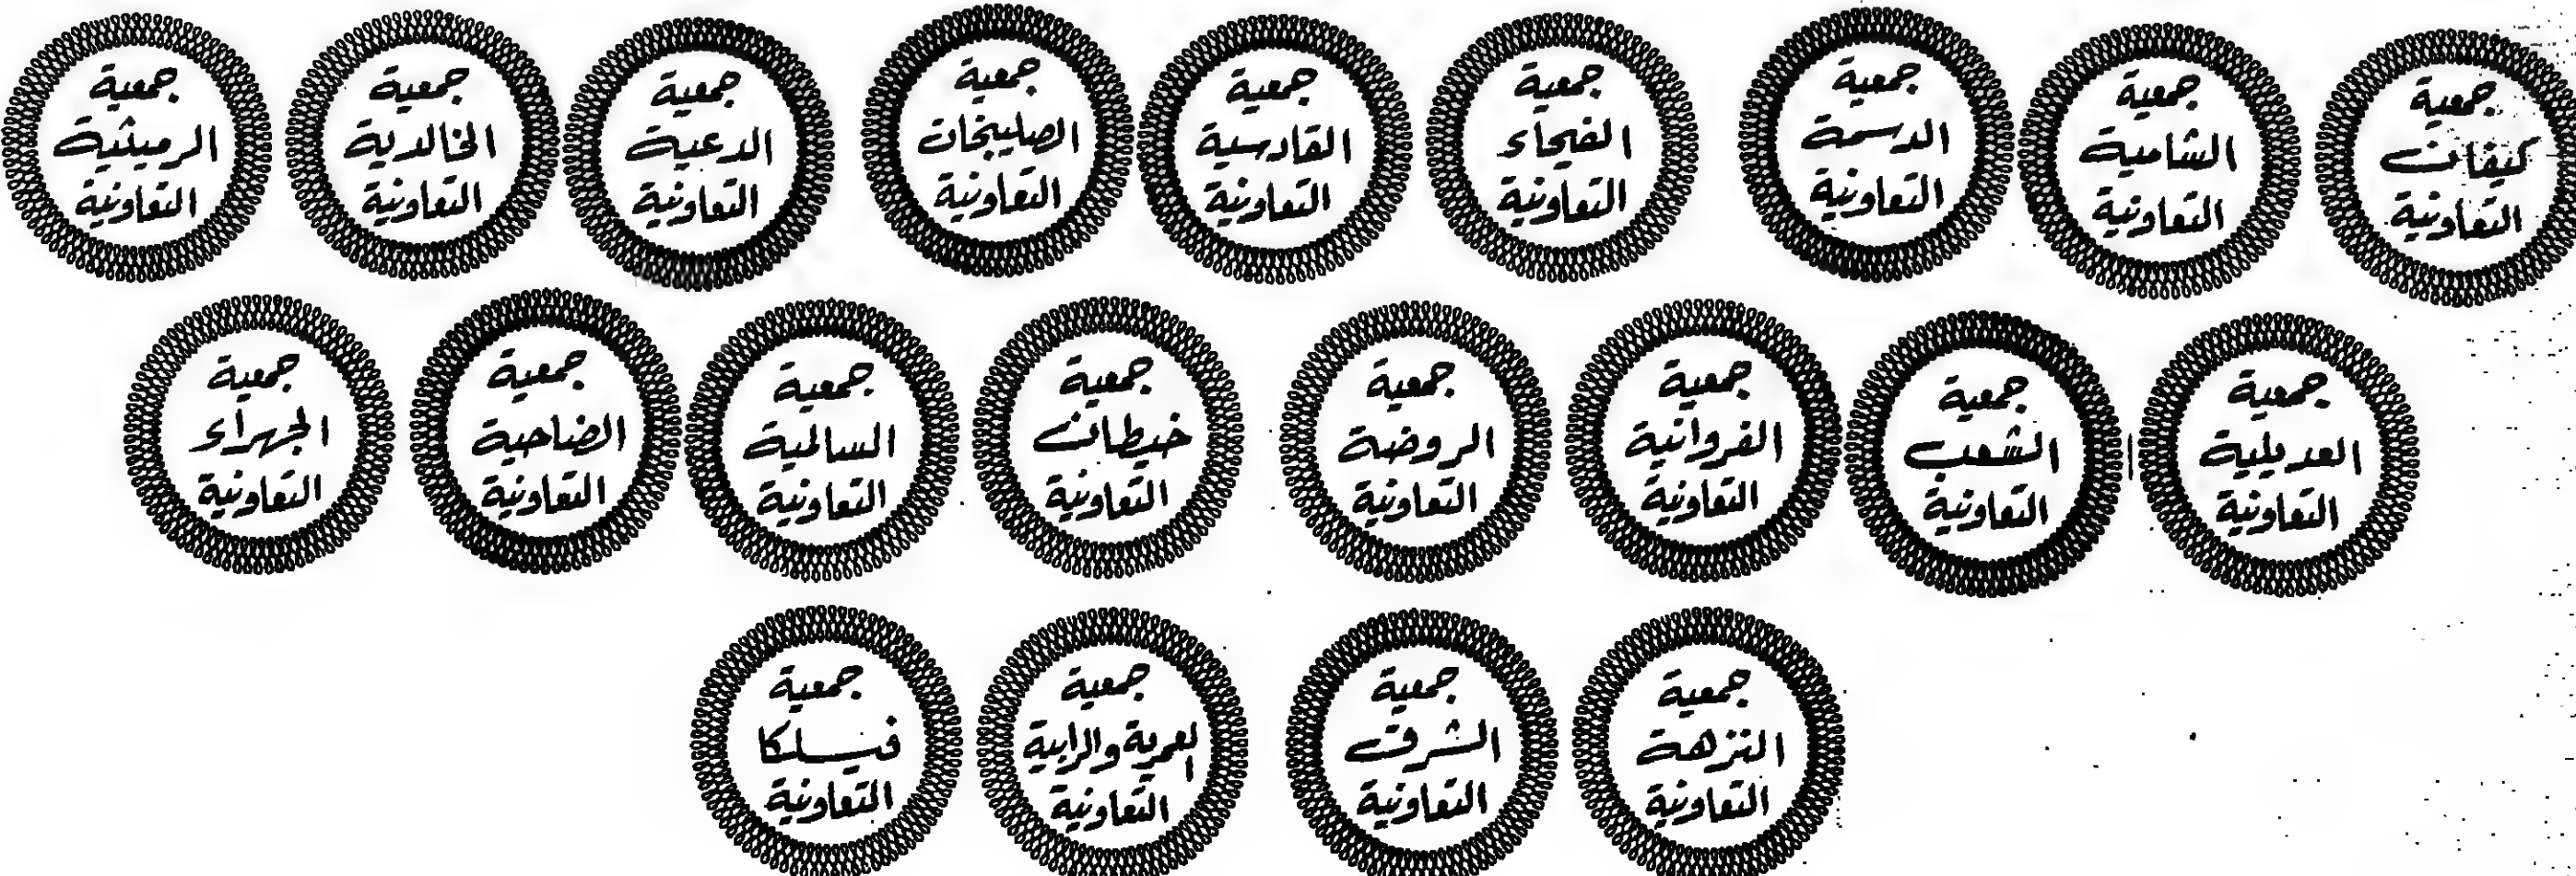 جمعية
كيفان
التعاونية
جمعية
الشامية
التعاونية
جمعية
الدسمة
التعاونية
جمعية
الفيحاء
التعاونية
جمعية
القادسية
التعاونية
جمعية
الصليبخات
التعاونية
جمعية
الدعية
التعاونية
جمعية
الخالدية
التعاونية
جمعية
الرميثية
التعاونية
جمعية
العديلية
التعاونية
جمعية
الشعب
التعاونية
جمعية
الفروانية
التعاونية
جمعية
الروضة
التعاونية
جمعية
خيطان
التعاونية
جمعية
السالمية
التعاونية
جمعية
الضاحية
التعاونية
جمعية
الجهراء
التعاونية
جمعية
النزهة
التعاونية
جمعية
الشرق
التعاونية
جمعية
العمرية والرابية
التعاونية
جمعية
فيلكا
التعاونية